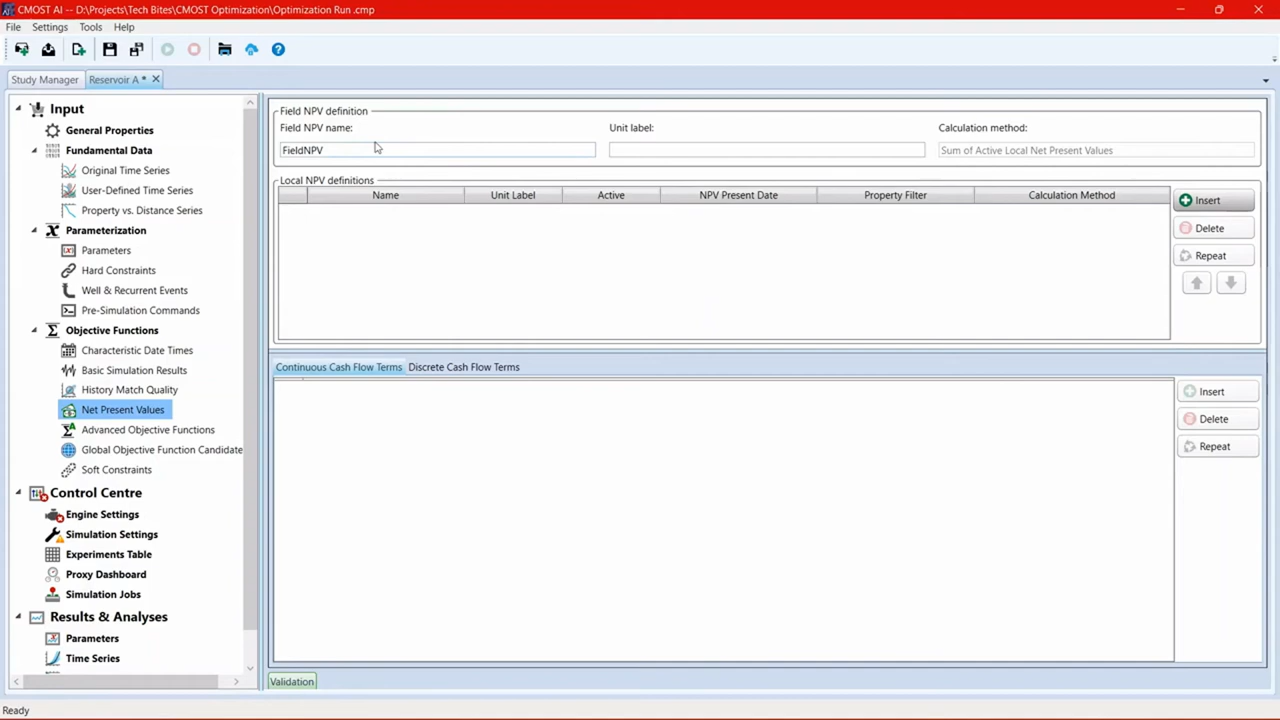 CMOST AI -- D:\Projects\Tech Bites\CMOST Optimization\Optimization Run .cmp
File Settings Tools Help
Study Manager Reservoir A *
Input
General Properties
Fundamental Data
Original Time Series
User-Defined Time Series
Property vs. Distance Series
Parameterization
Parameters
Hard Constraints
Well & Recurrent Events
Pre-Simulation Commands
Objective Functions
Characteristic Date Times
Basic Simulation Results
History Match Quality
Net Present Values
Advanced Objective Functions
Global Objective Function Candidate
Soft Constraints
Control Centre
Engine Settings
Simulation Settings
Experiments Table
Proxy Dashboard
Simulation Jobs
Results & Analyses
Parameters
Time Series
Field NPV definition
Field NPV name: Unit label: Calculation method:
FieldNPV Sum of Active Local Net Present Values
Local NPV definitions
Name Unit Label Active NPV Present Date Property Filter Calculation Method
Insert
Delete
Repeat
Continuous Cash Flow Terms Discrete Cash Flow Terms
Insert
Delete
Repeat
Validation
Ready